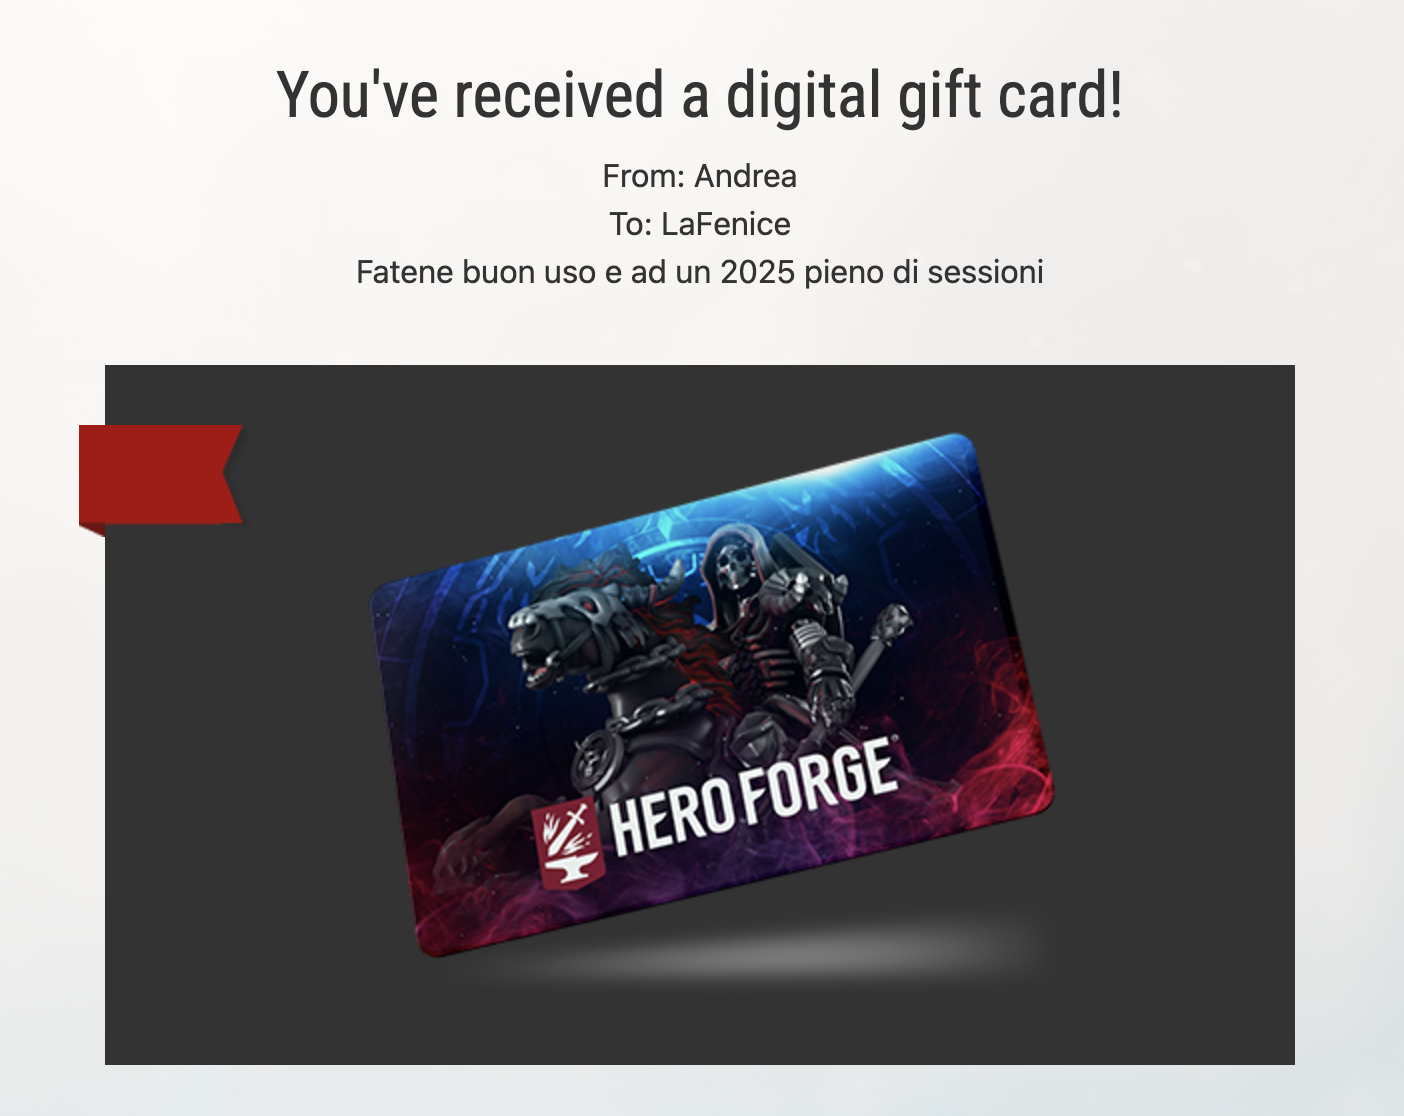 You've received a digital gift card!
From: Andrea
To: LaFenice
Fatene buon uso e ad un 2025 pieno di sessioni
HERO FORGE®